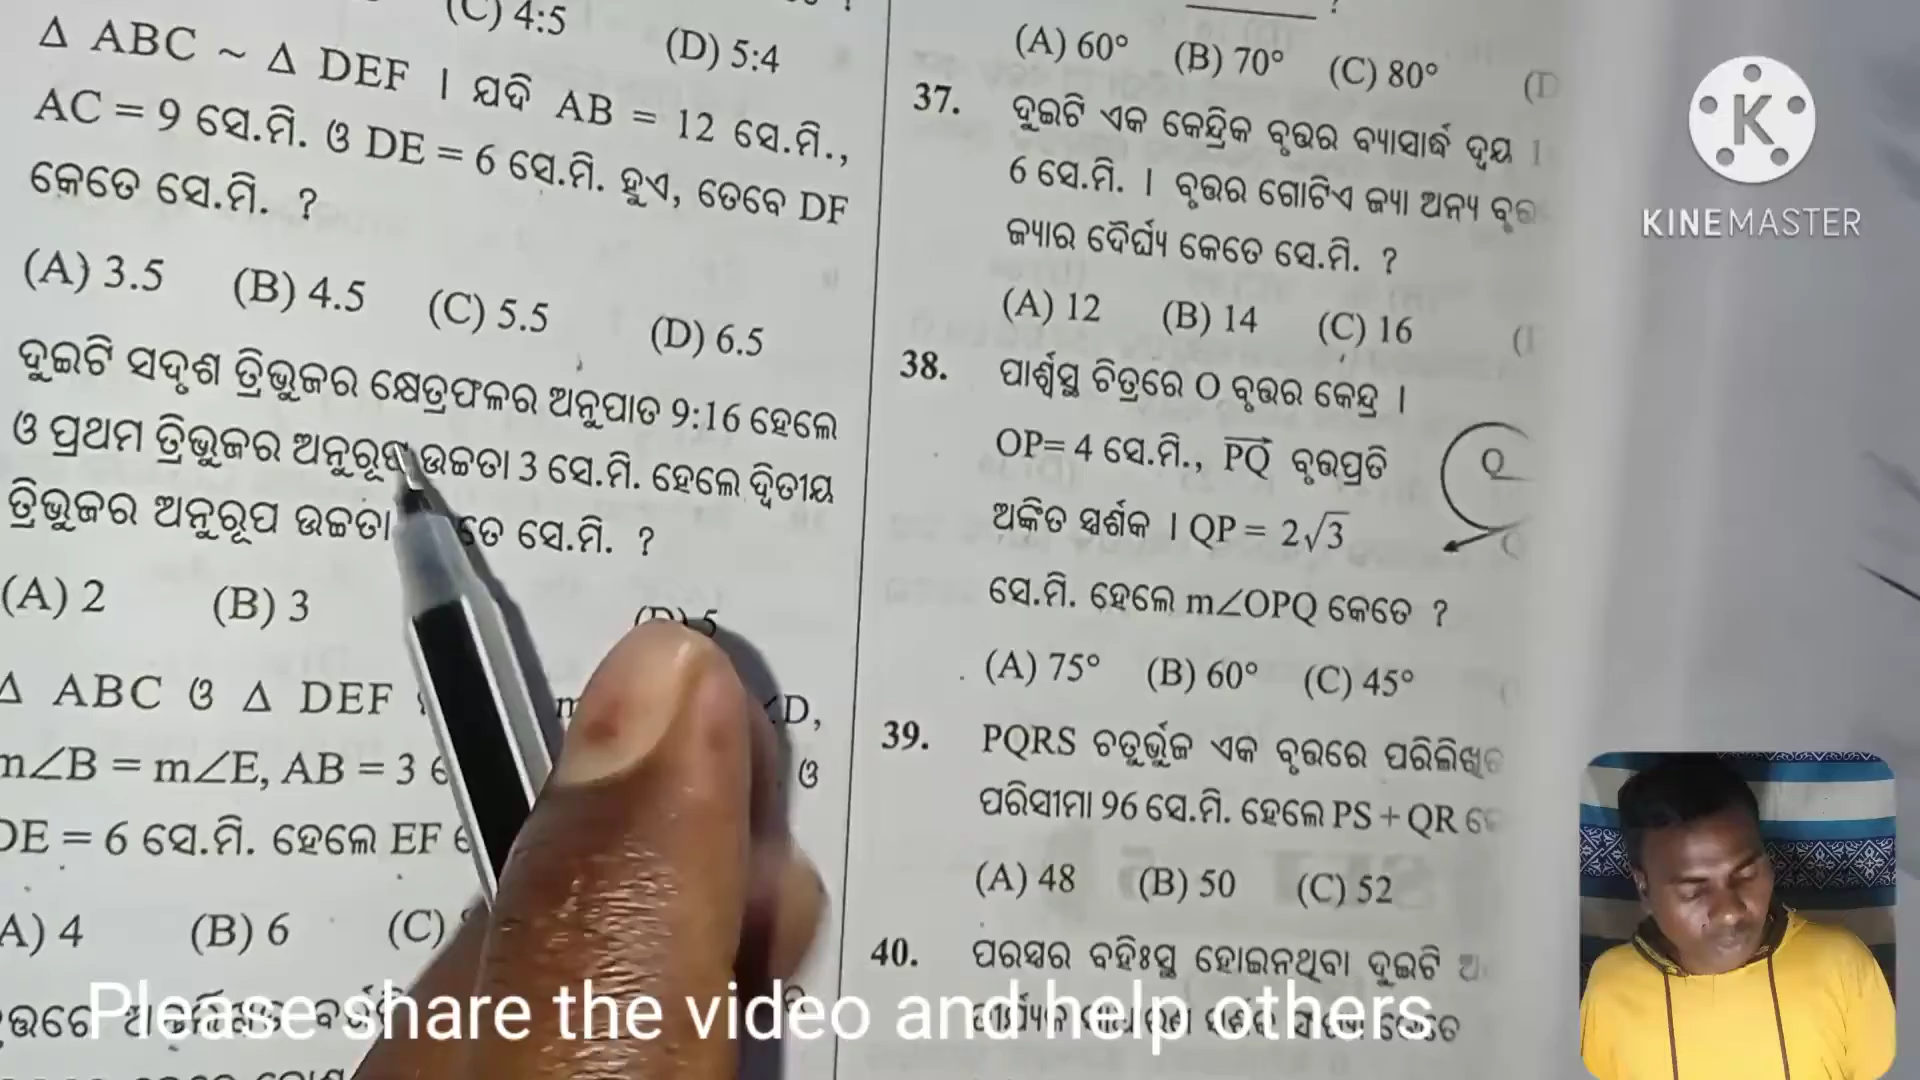 (C) 4:5
(D) 5:4
Δ ABC ~ Δ DEF । ଯଦି AB = 12 ସେ.ମି.,
AC = 9 ସେ.ମି. ଓ DE = 6 ସେ.ମି. ହୁଏ, ତେବେ DF
କେତେ ସେ.ମି. ?
(A) 3.5 (B) 4.5 (C) 5.5 (D) 6.5
ଦୁଇଟି ସଦୃଶ ତ୍ରିଭୁଜର କ୍ଷେତ୍ରଫଳର ଅନୁପାତ 9:16 ହେଲେ
ଓ ପ୍ରଥମ ତ୍ରିଭୁଜର ଅନୁରୂପ ଉଚ୍ଚତା 3 ସେ.ମି. ହେଲେ ଦ୍ୱିତୀୟ
ତ୍ରିଭୁଜର ଅନୁରୂପ ଉଚ୍ଚତା ସେ.ମି. ?
(A) 2 (B) 3 (D) 5
Δ ABC ଓ Δ DEF
m∠B = m∠E, AB = 3 ଓ
DE = 6 ସେ.ମି. ହେଲେ EF
(A) 4 (B) 6 (C)
(A) 60° (B) 70° (C) 80°
37. ଦୁଇଟି ଏକ କେନ୍ଦ୍ରିକ ବୃତ୍ତର ବ୍ୟାସାର୍ଦ୍ଧ ଦ୍ୱୟ
6 ସେ.ମି. । ବୃତ୍ତର ଗୋଟିଏ ଜ୍ୟା ଅନ୍ୟ
ଜ୍ୟାର ଦୈର୍ଘ୍ୟ କେତେ ସେ.ମି. ?
(A) 12 (B) 14 (C) 16
38. ପାର୍ଶ୍ୱସ୍ଥ ଚିତ୍ରରେ O ବୃତ୍ତର କେନ୍ଦ୍ର ।
OP= 4 ସେ.ମି., PQ ବୃତ୍ତପ୍ରତି
ଅଙ୍କିତ ସ୍ପର୍ଶକ । QP = 2√3
ସେ.ମି. ହେଲେ m∠OPQ କେତେ ?
(A) 75° (B) 60° (C) 45°
Q
39. PQRS ଚତୁର୍ଭୁଜ ଏକ ବୃତ୍ତରେ ପରିଲିଖିତ
ପରିସୀମା 96 ସେ.ମି. ହେଲେ PS + QR
(A) 48 (B) 50 (C) 52
40. ପରସ୍ପର ବହିଃସ୍ଥ ହୋଇନଥିବା ଦୁଇଟି
KINEMASTER
Please share the video and help others